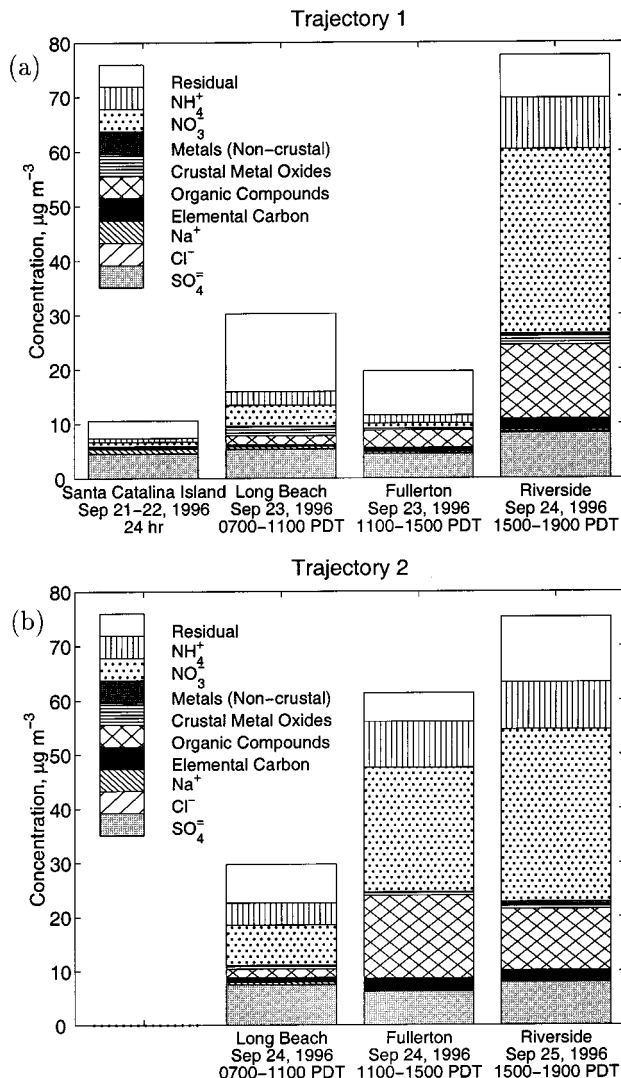 Trajectory 1
(a)
80
70
60
50
40
30
20
10
0
Concentration, µg m⁻³
Residual
NH₄⁺
NO₃⁻
Metals (Non-crustal)
Crustal Metal Oxides
Organic Compounds
Elemental Carbon
Na⁺
Cl⁻
SO₄⁼
Santa Catalina Island
Sep 21-22, 1996
24 hr
Long Beach
Sep 23, 1996
0700-1100 PDT
Fullerton
Sep 23, 1996
1100-1500 PDT
Riverside
Sep 24, 1996
1500-1900 PDT
Trajectory 2
(b)
80
70
60
50
40
30
20
10
0
Concentration, µg m⁻³
Residual
NH₄⁺
NO₃⁻
Metals (Non-crustal)
Crustal Metal Oxides
Organic Compounds
Elemental Carbon
Na⁺
Cl⁻
SO₄⁼
Long Beach
Sep 24, 1996
0700-1100 PDT
Fullerton
Sep 24, 1996
1100-1500 PDT
Riverside
Sep 25, 1996
1500-1900 PDT